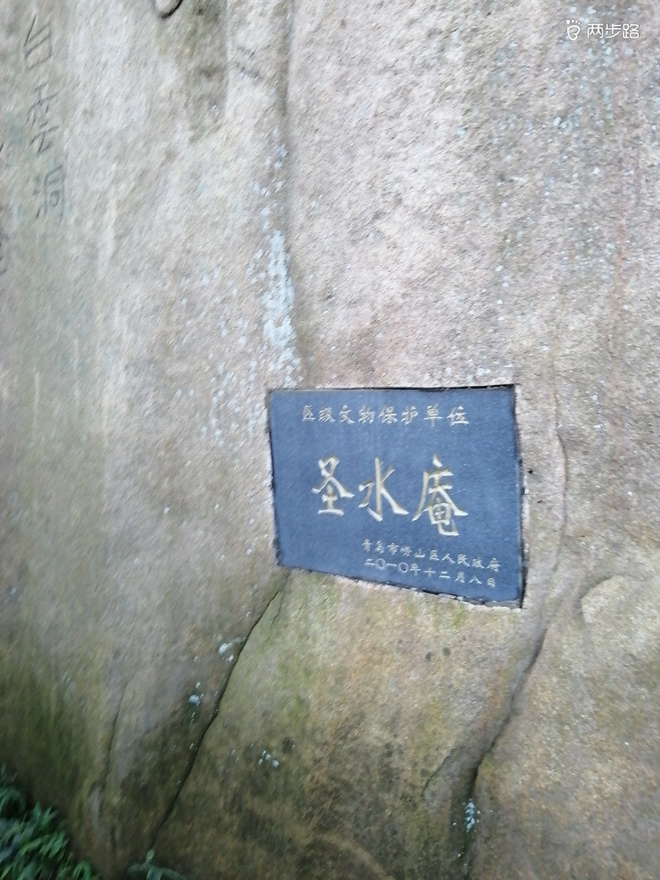 两步路
白雲洞
区级文物保护单位
圣水庵
青岛市崂山区人民政府
二〇一〇年十二月八日